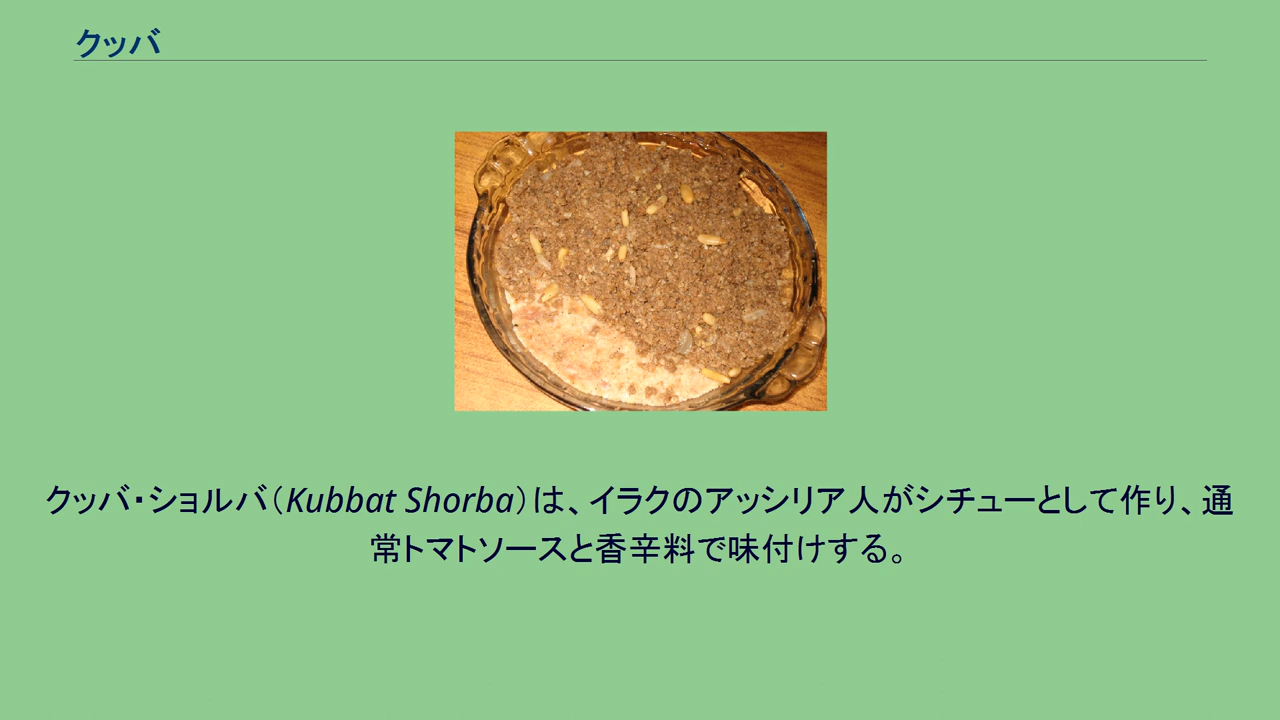 クッバ
クッバ・ショルバ（Kubbat Shorba）は、イラクのアッシリア人がシチューとして作り、通
常トマトソースと香辛料で味付けする。